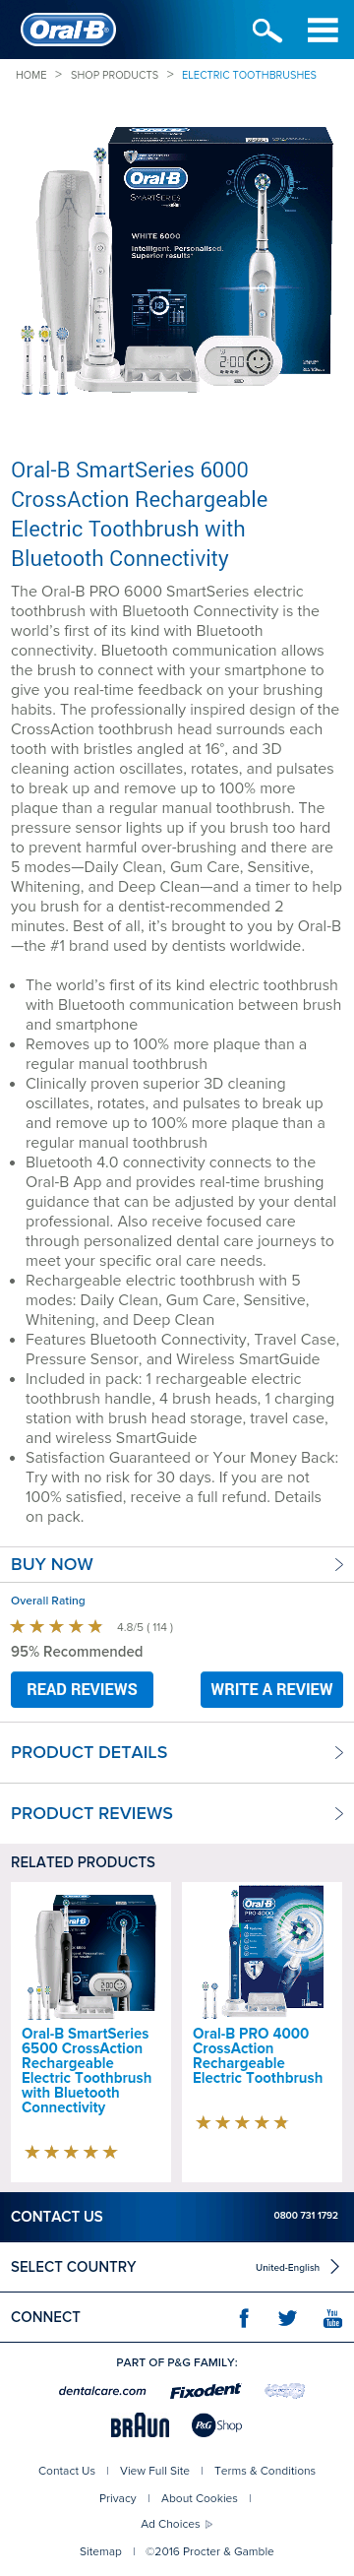 Oral-B
HOME > SHOP PRODUCTS > ELECTRIC TOOTHBRUSHES
Oral-B
SMARTSERIES
WHITE 6000
Intelligent. Personalised.
Superior results*
2:00
Oral-B SmartSeries 6000
CrossAction Rechargeable
Electric Toothbrush with
Bluetooth Connectivity
The Oral-B PRO 6000 SmartSeries electric
toothbrush with Bluetooth Connectivity is the
world's first of its kind with Bluetooth
connectivity. Bluetooth communication allows
the brush to connect with your smartphone to
give you real-time feedback on your brushing
habits. The professionally inspired design of the
CrossAction toothbrush head surrounds each
tooth with bristles angled at 16°, and 3D
cleaning action oscillates, rotates, and pulsates
to break up and remove up to 100% more
plaque than a regular manual toothbrush. The
pressure sensor lights up if you brush too hard
to prevent harmful over-brushing and there are
5 modes—Daily Clean, Gum Care, Sensitive,
Whitening, and Deep Clean—and a timer to help
you brush for a dentist-recommended 2
minutes. Best of all, it's brought to you by Oral-B
—the #1 brand used by dentists worldwide.
• The world's first of its kind electric toothbrush
with Bluetooth communication between brush
and smartphone
• Removes up to 100% more plaque than a
regular manual toothbrush
• Clinically proven superior 3D cleaning
oscillates, rotates, and pulsates to break up
and remove up to 100% more plaque than a
regular manual toothbrush
• Bluetooth 4.0 connectivity connects to the
Oral-B App and provides real-time brushing
guidance that can be adjusted by your dental
professional. Also receive focused care
through personalized dental care journeys to
meet your specific oral care needs.
• Rechargeable electric toothbrush with 5
modes: Daily Clean, Gum Care, Sensitive,
Whitening, and Deep Clean
• Features Bluetooth Connectivity, Travel Case,
Pressure Sensor, and Wireless SmartGuide
• Included in pack: 1 rechargeable electric
toothbrush handle, 4 brush heads, 1 charging
station with brush head storage, travel case,
and wireless SmartGuide
• Satisfaction Guaranteed or Your Money Back:
Try with no risk for 30 days. If you are not
100% satisfied, receive a full refund. Details
on pack.
BUY NOW
Overall Rating
4.8/5 ( 114 )
95% Recommended
READ REVIEWS WRITE A REVIEW
PRODUCT DETAILS
PRODUCT REVIEWS
RELATED PRODUCTS
Oral-B
PRO 4000
Oral-B SmartSeries
6500 CrossAction
Rechargeable
Electric Toothbrush
with Bluetooth
Connectivity
Oral-B PRO 4000
CrossAction
Rechargeable
Electric Toothbrush
CONTACT US 0800 731 1792
SELECT COUNTRY United-English
CONNECT
You
Tube
PART OF P&G FAMILY:
dentalcare.com Fixodent
BRAUN P&G Shop
Contact Us | View Full Site | Terms & Conditions
Privacy | About Cookies |
Ad Choices
Sitemap | ©2016 Procter & Gamble